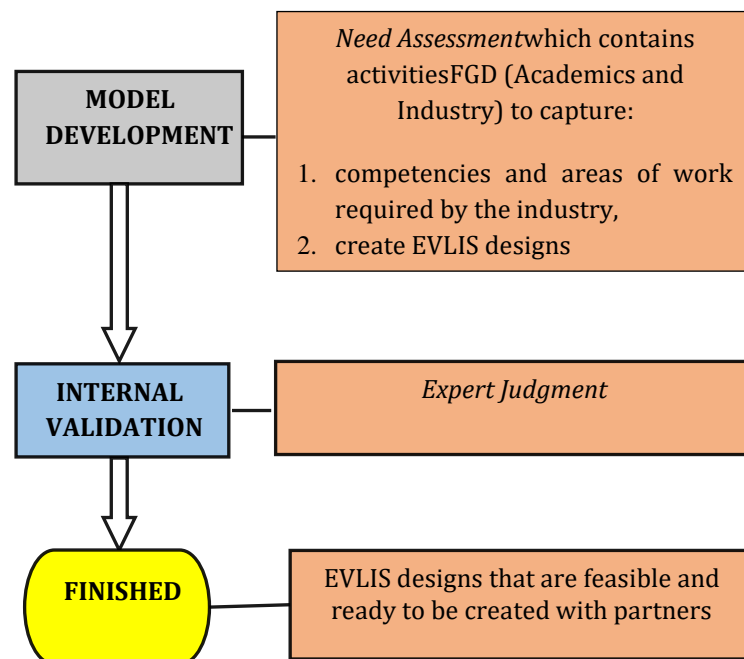 MODEL
DEVELOPMENT
Need Assessmentwhich contains
activitiesFGD (Academics and
Industry) to capture:
1. competencies and areas of work
required by the industry,
2. create EVLIS designs
INTERNAL
VALIDATION
Expert Judgment
FINISHED
EVLIS designs that are feasible and
ready to be created with partners